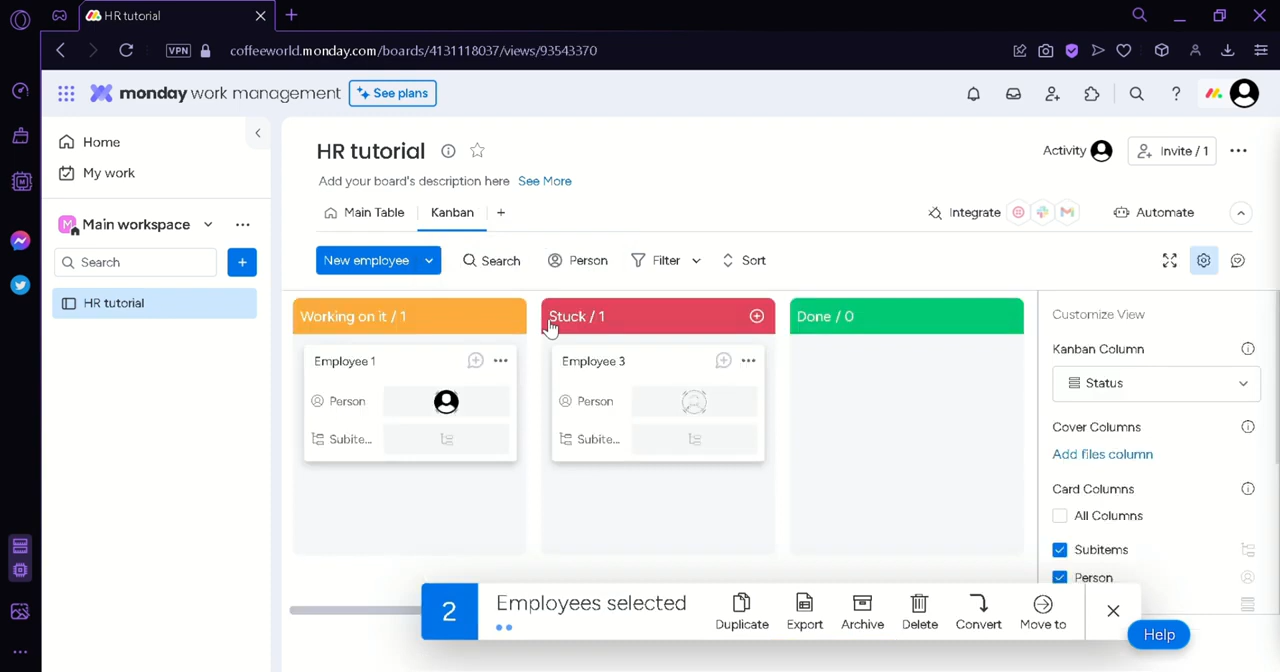 HR tutorial
VPN
coffeeworld.monday.com/boards/4131118037/views/93543370
monday work management
See plans
Home
My work
M
Main workspace
Search
+
HR tutorial
HR tutorial
Activity
Invite / 1
Add your board's description here See More
Main Table
Kanban
+
Integrate
Automate
New employee
Search
Person
Filter
Sort
Working on it / 1
Stuck / 1
Done / 0
Employee 1
Person
Subite...
Employee 3
Person
Subite...
Customize View
Kanban Column
Status
Cover Columns
Add files column
Card Columns
All Columns
Subitems
Person
2
Employees selected
Duplicate
Export
Archive
Delete
Convert
Move to
Help